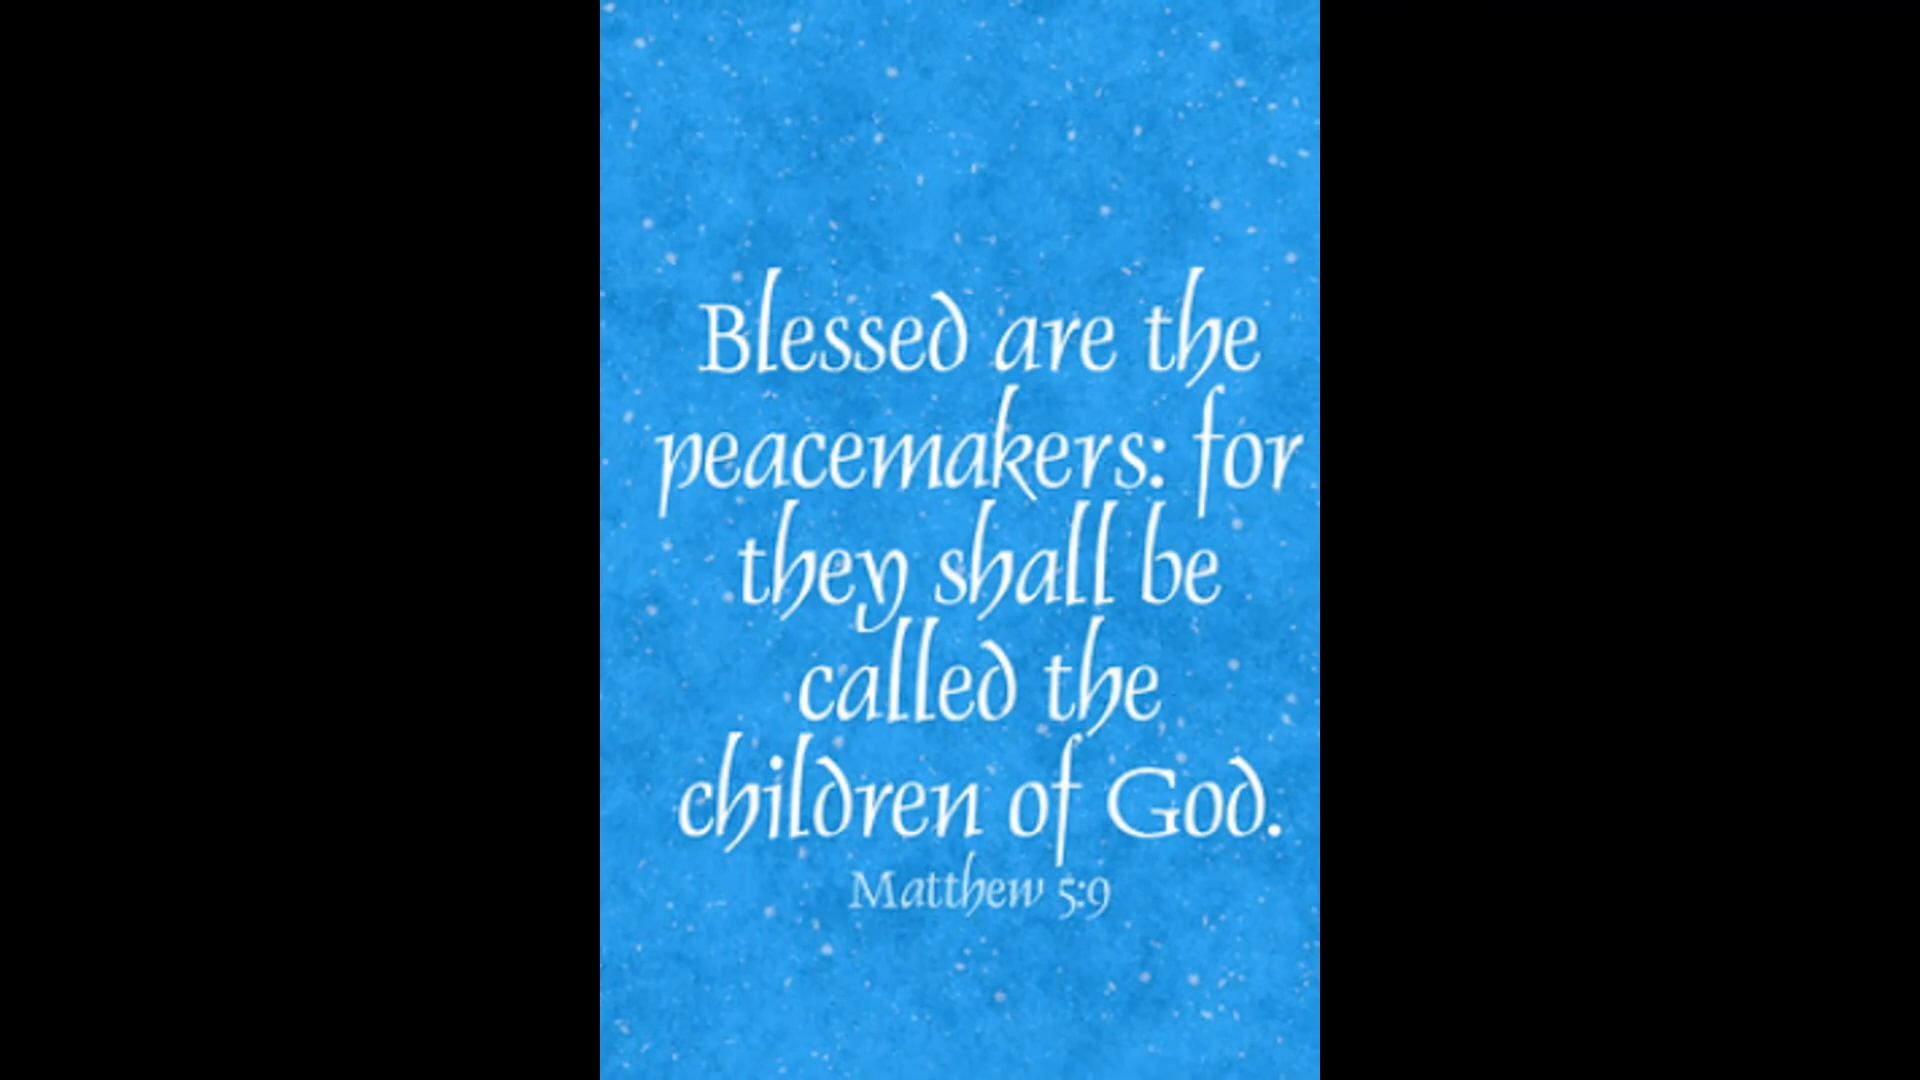 Blessed are the
peacemakers: for
they shall be
called the
children of God.
Matthew 5:9